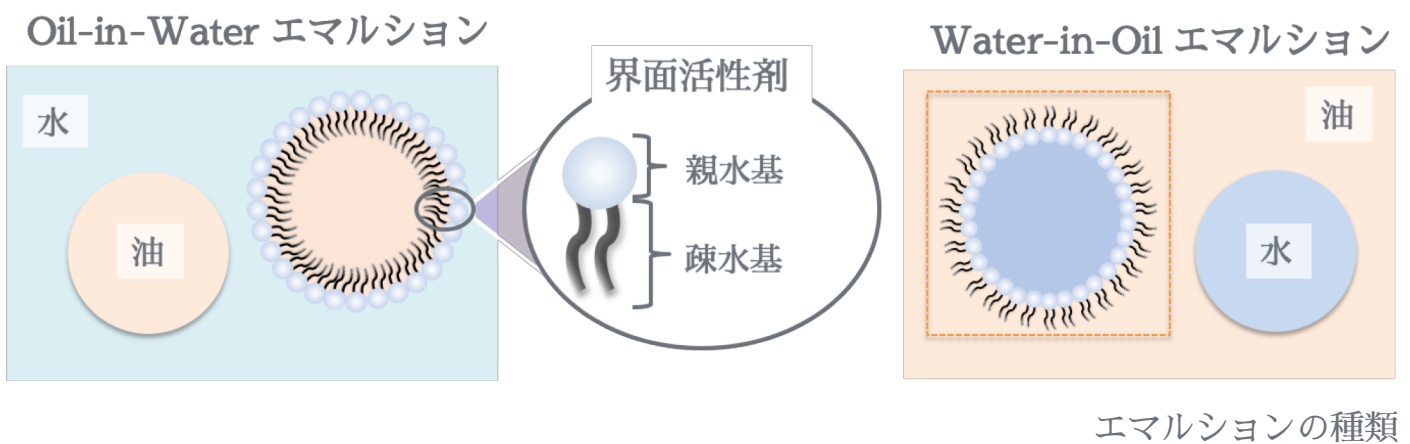 Oil-in-Water エマルション
水
油
界面活性剤
親水基
疎水基
Water-in-Oil エマルション
油
水
エマルションの種類